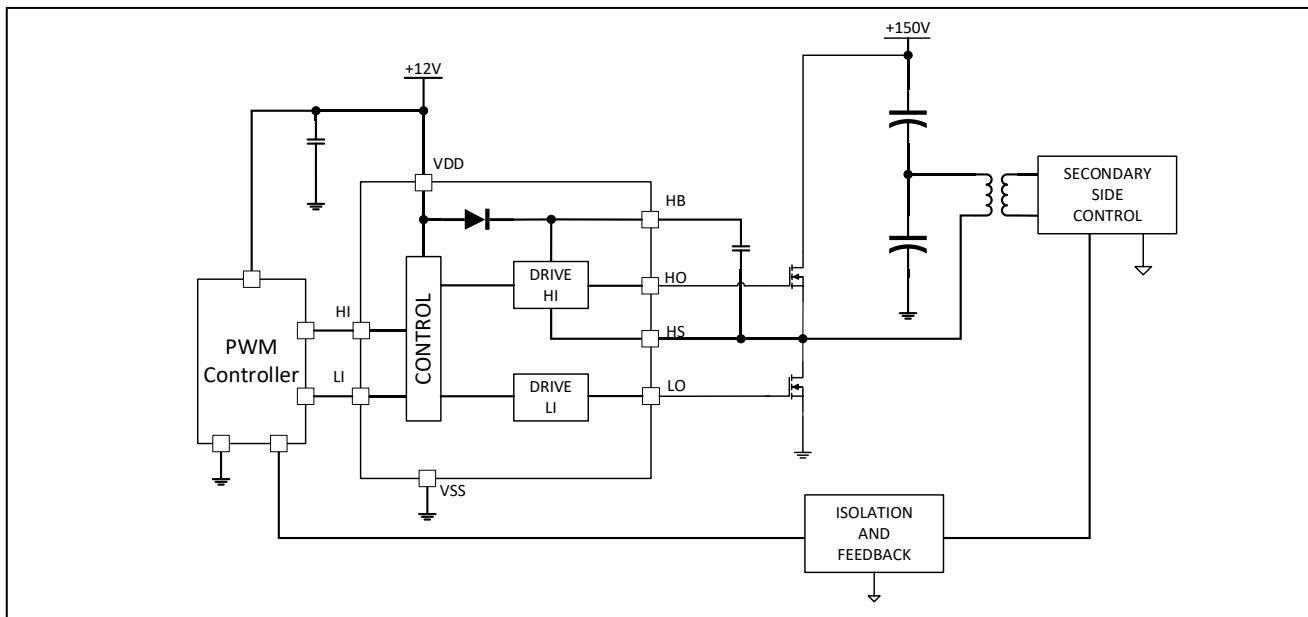 +150V
+12V
VDD
HB
SECONDARY
SIDE
CONTROL
DRIVE
HI
HO
HI
CONTROL
HS
PWM
Controller
LI
DRIVE
LI
LO
VSS
ISOLATION
AND
FEEDBACK